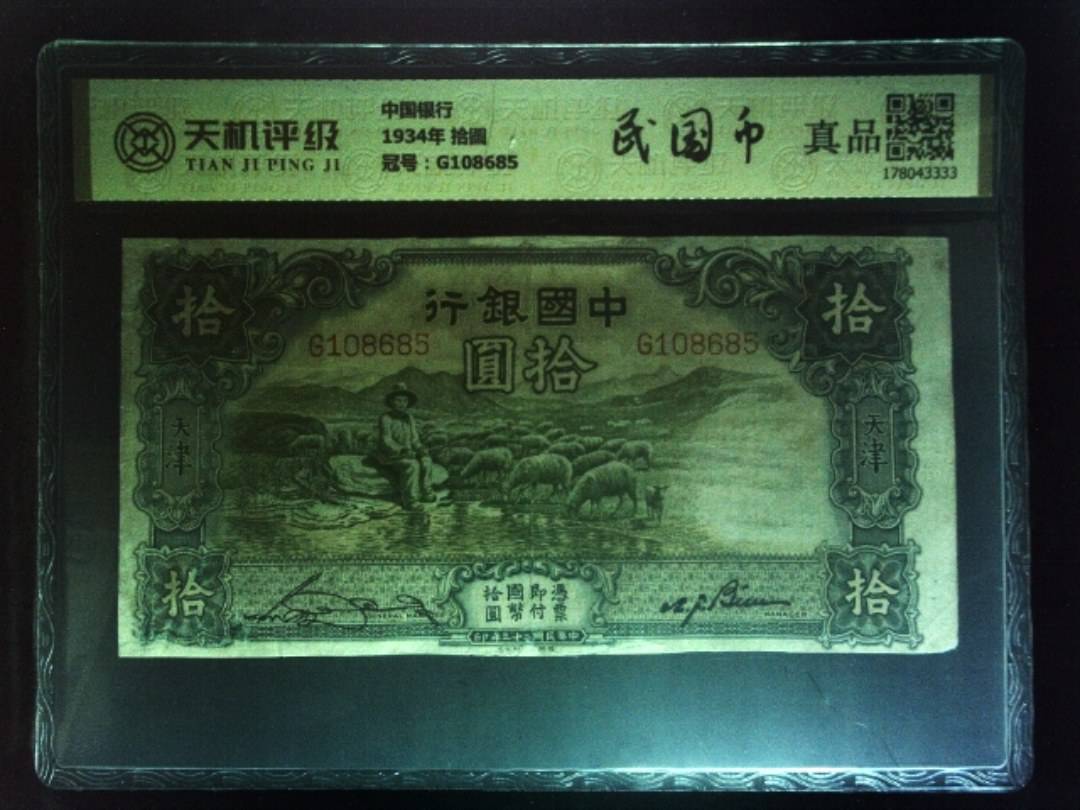 天机评级
TIAN JI PING JI
中国银行
1934年 拾圓
冠号：G108685
民国币
真品
178043333
拾
拾
中國銀行
G108685
G108685
拾圓
天津
天津
拾
拾
憑票
即付
國幣
拾圓
MANAGER